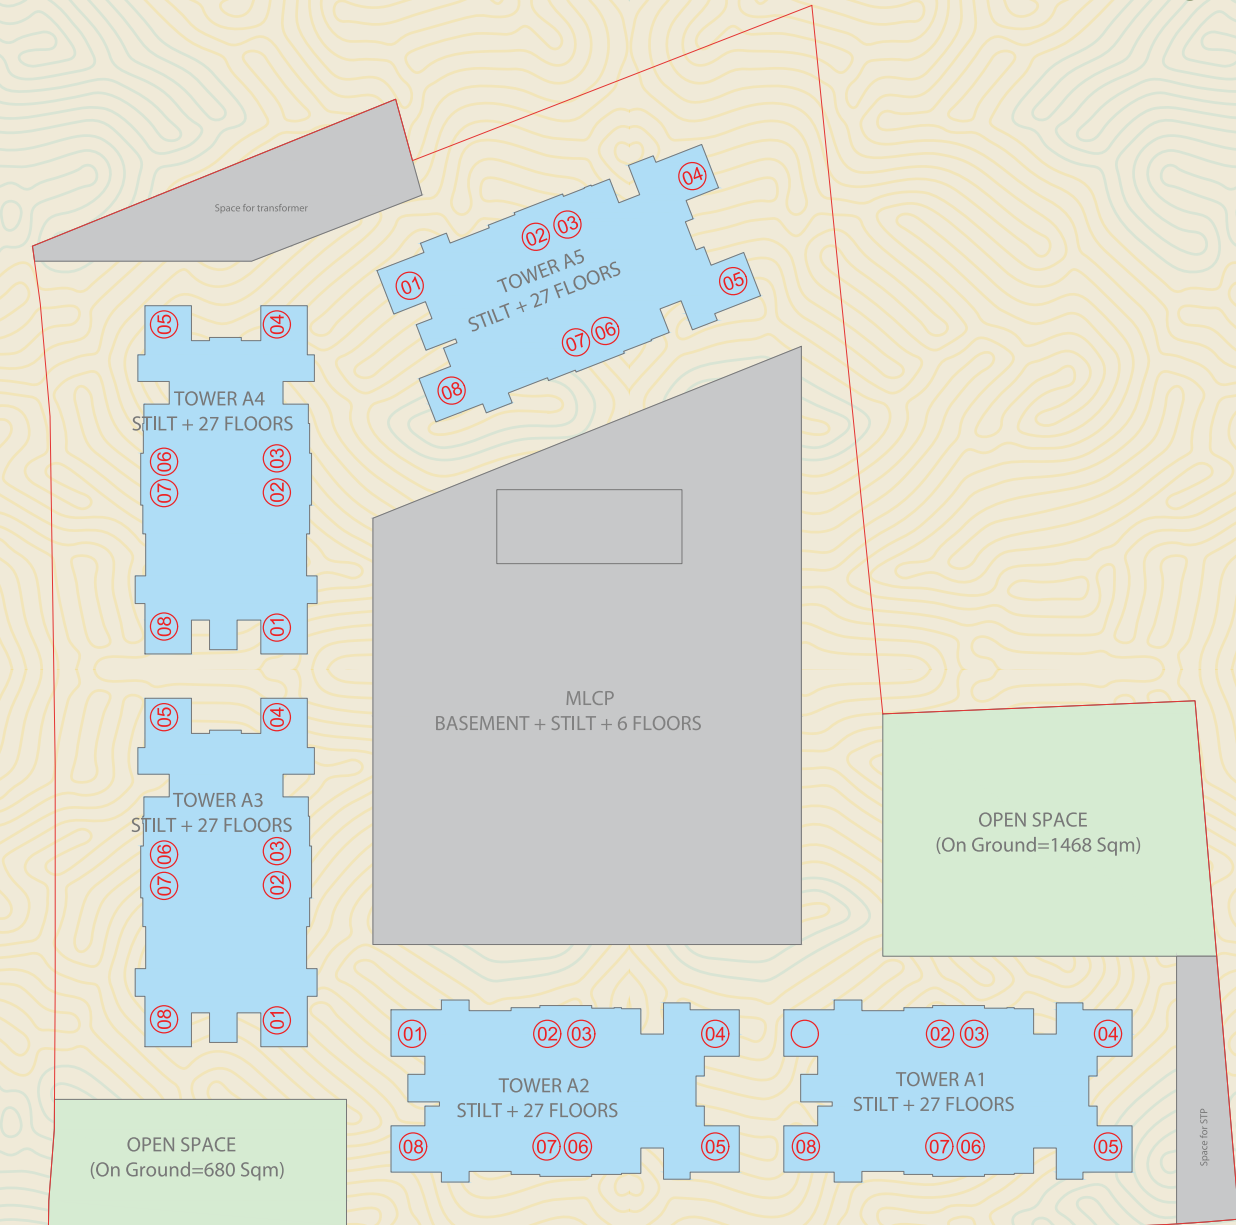 Space for transformer
04
02 03
01
TOWER A5
STILT + 27 FLOORS
05
07 06
08
05 04
TOWER A4
STILT + 27 FLOORS
06 03
07 02
08 01
MLCP
BASEMENT + STILT + 6 FLOORS
05 04
TOWER A3
STILT + 27 FLOORS
06 03
07 02
08 01
OPEN SPACE
(On Ground=1468 Sqm)
01 02 03 04
TOWER A2
STILT + 27 FLOORS
08 07 06 05
02 03 04
TOWER A1
STILT + 27 FLOORS
08 07 06 05
OPEN SPACE
(On Ground=680 Sqm)
Space for STP